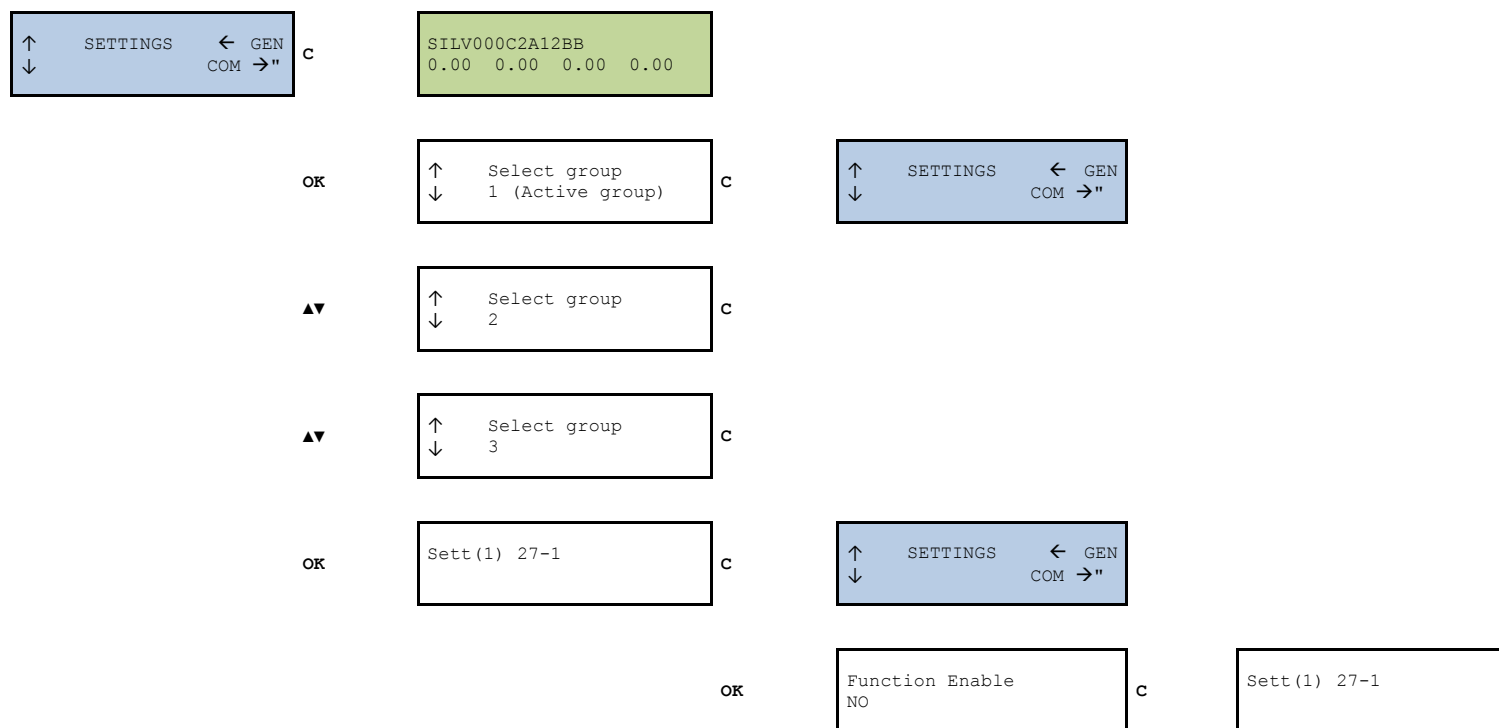 ↑ SETTINGS ← GEN
↓ COM →"
C
SILV000C2A12BB
0.00 0.00 0.00 0.00
OK
↑ Select group
↓ 1 (Active group)
C
↑ SETTINGS ← GEN
↓ COM →"
▲▼
↑ Select group
↓ 2
C
▲▼
↑ Select group
↓ 3
C
OK
Sett(1) 27-1
C
↑ SETTINGS ← GEN
↓ COM →"
OK
Function Enable
NO
C
Sett(1) 27-1